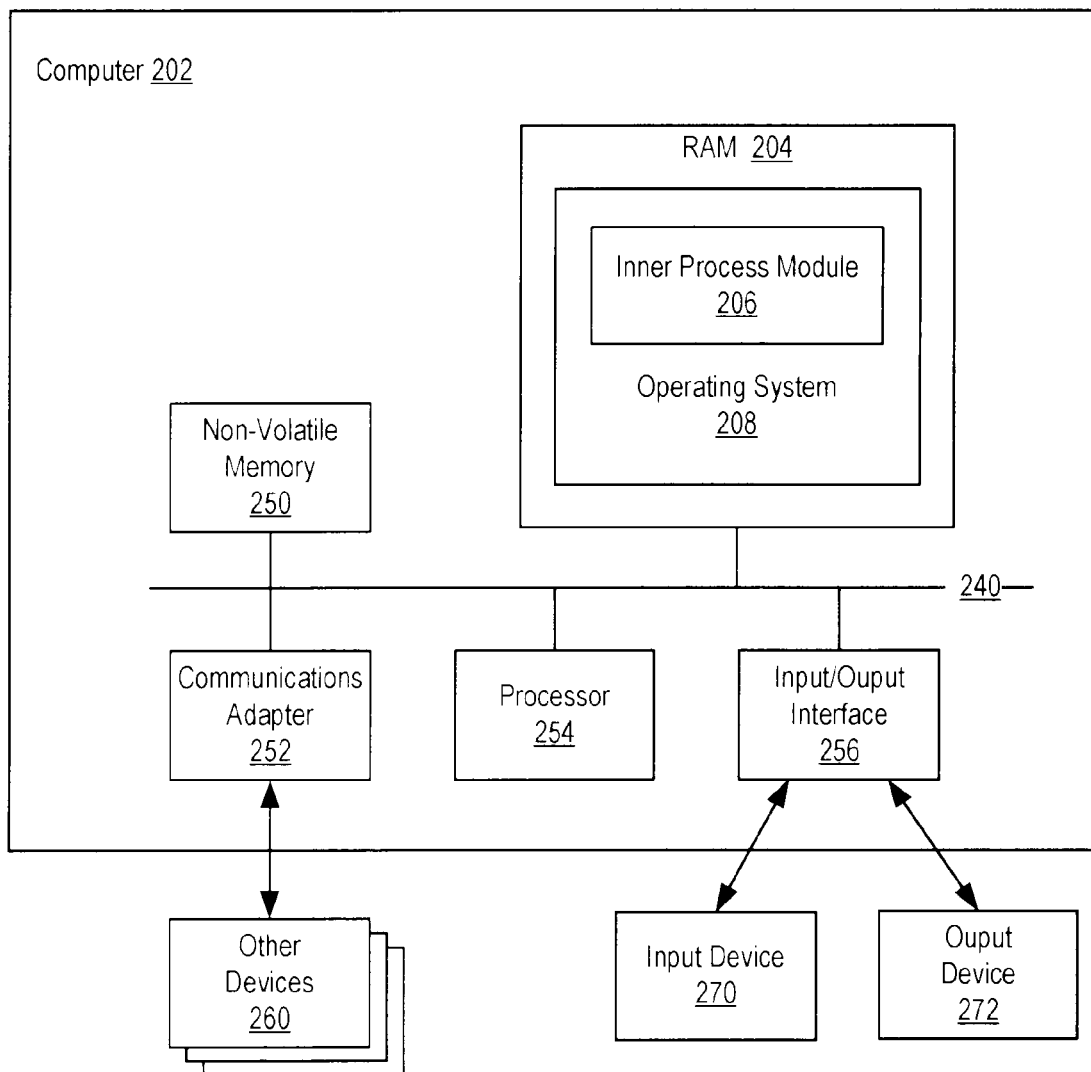 Computer 202
RAM 204
Inner Process Module
206
Operating System
208
Non-Volatile
Memory
250
240
Communications
Adapter
252
Processor
254
Input/Ouput
Interface
256
Other
Devices
260
Input Device
270
Ouput
Device
272